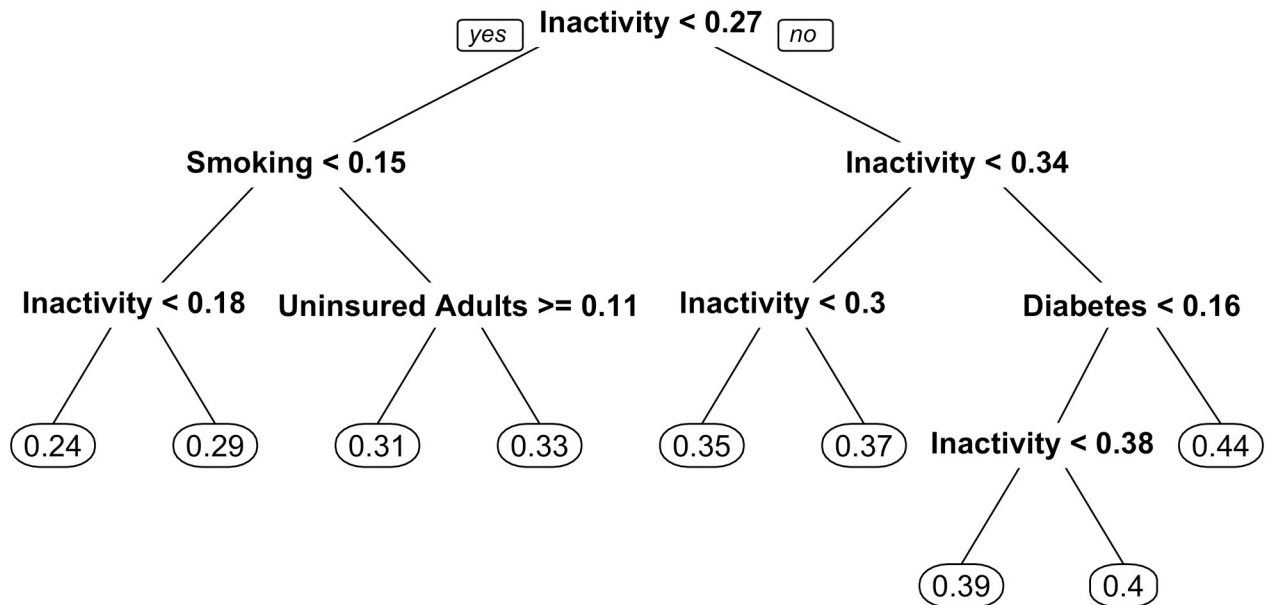 Inactivity < 0.27
yes
no
Smoking < 0.15
Inactivity < 0.34
Inactivity < 0.18
Uninsured Adults >= 0.11
Inactivity < 0.3
Diabetes < 0.16
0.24
0.29
0.31
0.33
0.35
0.37
Inactivity < 0.38
0.44
0.39
0.4